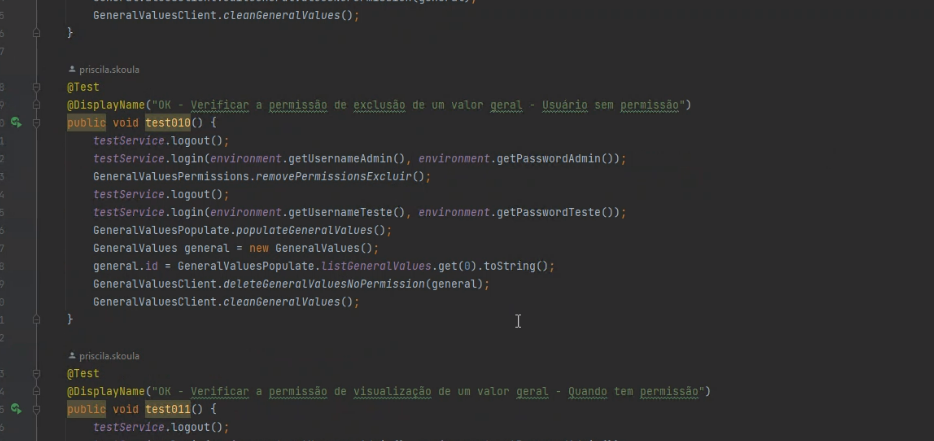 GeneralValuesClient.cleanGeneralValues();
}
priscila.skoula
@Test
@DisplayName("OK - Verificar a permissão de exclusão de um valor geral - Usuário sem permissão")
public void test010() {
testService.logout();
testService.login(environment.getUsernameAdmin(), environment.getPasswordAdmin());
GeneralValuesPermissions.removePermissionsExcluir();
testService.logout();
testService.login(environment.getUsernameTeste(), environment.getPasswordTeste());
GeneralValuesPopulate.populateGeneralValues();
GeneralValues general = new GeneralValues();
general.id = GeneralValuesPopulate.listGeneralValues.get(0).toString();
GeneralValuesClient.deleteGeneralValuesNoPermission(general);
GeneralValuesClient.cleanGeneralValues();
}
priscila.skoula
@Test
@DisplayName("OK - Verificar a permissão de visualização de um valor geral - Quando tem permissão")
public void test011() {
testService.logout();